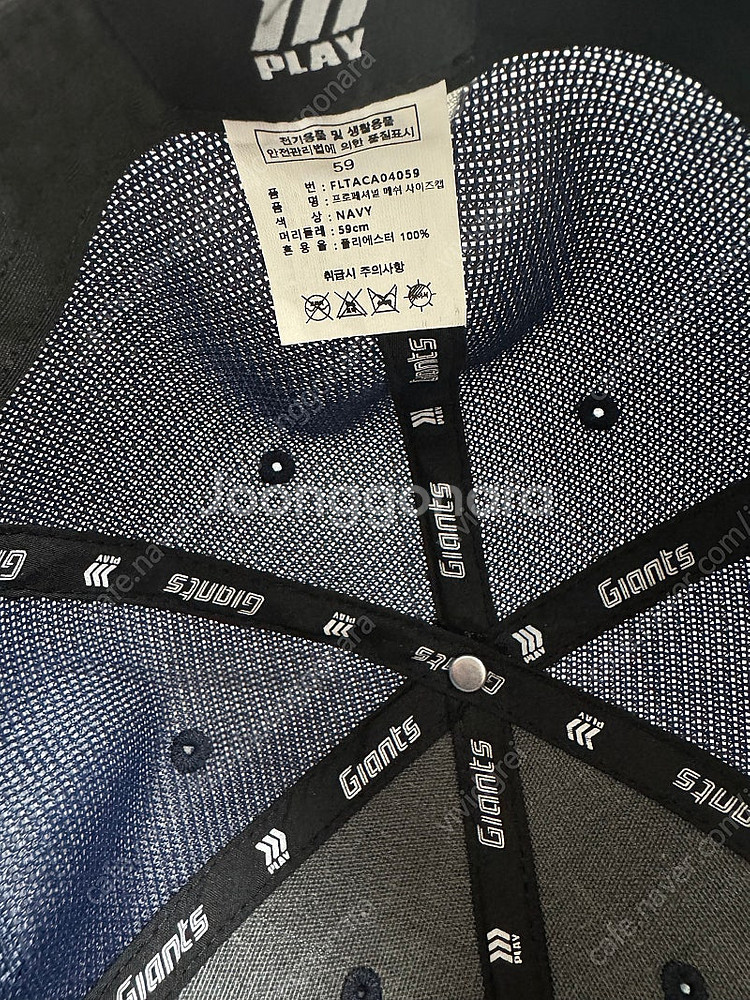 PLAY
전기용품 및 생활용품
안전관리법에 의한 품질표시
59
품 번 : FLTACA04059
품 명 : 프로페셔널 메쉬 사이즈캡
색 상 : NAVY
머리둘레 : 59cm
혼 용 율 : 폴리에스터 100%
취급시 주의사항
Giants
PLAY
Giants
Joonggonara
Giants
PLAY
Giants
PLAY
Giants
PLAY
Giants
PLAY
Giants
Giants
Giants
PLAY
Giants
PLAY